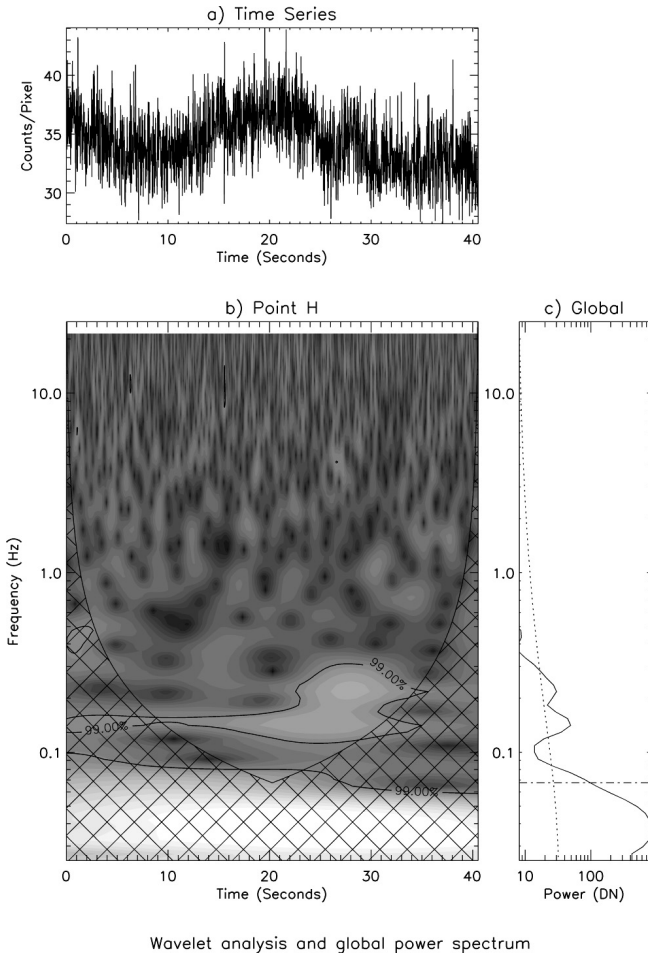 a) Time Series
Counts/Pixel
40
35
30
0 10 20 30 40
Time (Seconds)
b) Point H
c) Global
Frequency (Hz)
10.0
1.0
0.1
99.00%
99.00%
99.00%
0 10 20 30 40
Time (Seconds)
10.0
1.0
0.1
10 100
Power (DN)
Wavelet analysis and global power spectrum